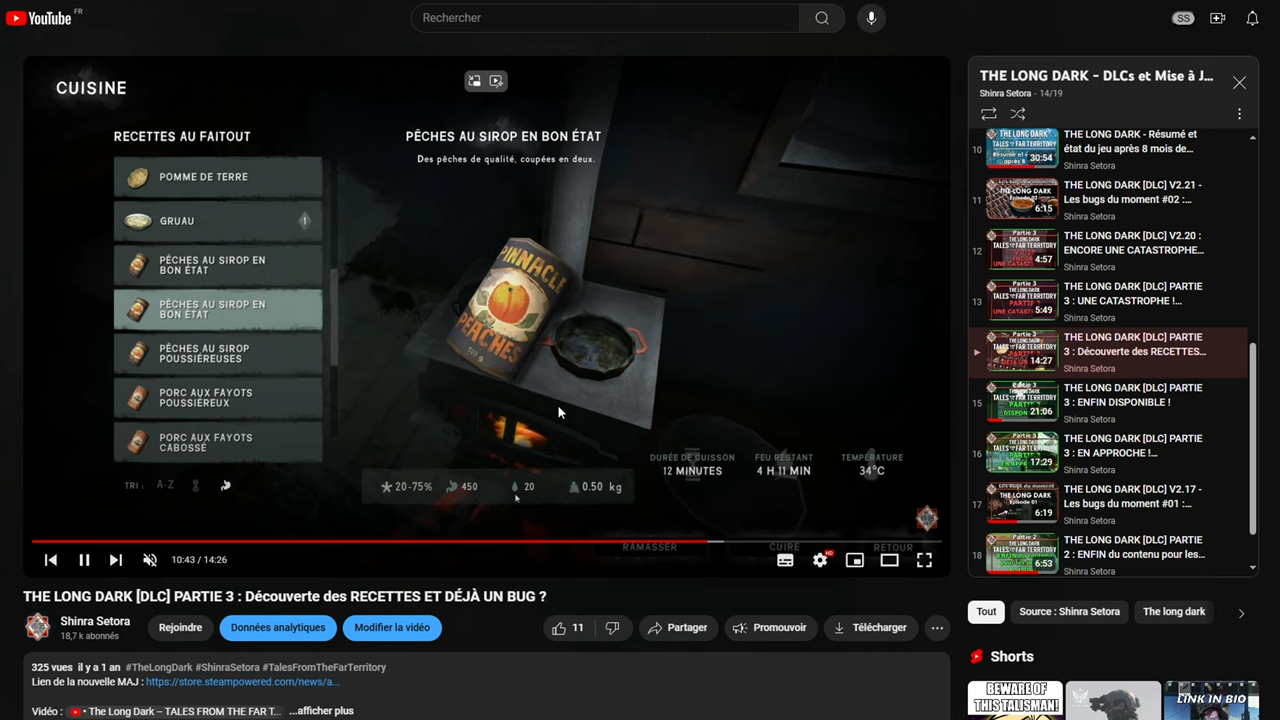 YouTube FR
Rechercher
SS
CUISINE
RECETTES AU FAITOUT
POMME DE TERRE
GRUAU
PÊCHES AU SIROP EN
BON ÉTAT
PÊCHES AU SIROP EN
BON ÉTAT
PÊCHES AU SIROP
POUSSIÉREUSES
PORC AUX FAYOTS
POUSSIÉREUX
PORC AUX FAYOTS
CABOSSÉ
TRI:
A-Z
PÊCHES AU SIROP EN BON ÉTAT
Des pêches de qualité, coupées en deux.
PINNACLE
PEACHES
DURÉE DE CUISSON
12 MINUTES
FEU RESTANT
4 H 11 MIN
TEMPÉRATURE
34°C
20-75%
450
20
0.50 kg
RAMASSER
CUIRE
RETOUR
10:43 / 14:26
HD
THE LONG DARK [DLC] PARTIE 3 : Découverte des RECETTES ET DÉJÀ UN BUG ?
Shinra Setora
18,7 k abonnés
Rejoindre
Données analytiques
Modifier la vidéo
11
Partager
Promouvoir
Télécharger
325 vues il y a 1 an #TheLongDark #ShinraSetora #TalesFromTheFarTerritory
Lien de la nouvelle MAJ : https://store.steampowered.com/news/a...
Vidéo : • The Long Dark – TALES FROM THE FAR T... ...afficher plus
THE LONG DARK - DLCs et Mise à J...
Shinra Setora - 14/19
10
30:54
THE LONG DARK - Résumé et
état du jeu après 8 mois de...
Shinra Setora
11
6:15
THE LONG DARK [DLC] V2.21 -
Les bugs du moment #02 :...
Shinra Setora
12
4:57
THE LONG DARK [DLC] V2.20 :
ENCORE UNE CATASTROPHE...
Shinra Setora
13
5:49
THE LONG DARK [DLC] PARTIE
3 : UNE CATASTROPHE !...
Shinra Setora
14:27
THE LONG DARK [DLC] PARTIE
3 : Découverte des RECETTES...
Shinra Setora
15
21:06
THE LONG DARK [DLC] PARTIE
3 : ENFIN DISPONIBLE !
Shinra Setora
16
17:29
THE LONG DARK [DLC] PARTIE
3 : EN APPROCHE !...
Shinra Setora
17
6:19
THE LONG DARK [DLC] V2.17 -
Les bugs du moment #01 :...
Shinra Setora
18
6:53
THE LONG DARK [DLC] PARTIE
2 : ENFIN du contenu pour les...
Shinra Setora
Tout
Source : Shinra Setora
The long dark
Shorts
BEWARE OF
THIS TALISMAN!
LINK IN BIO